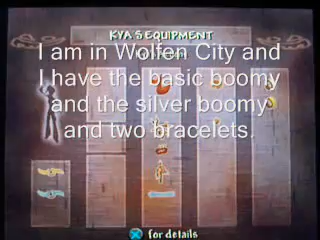 KYA'S EQUIPMENT
I am in Wolfen City and
I have the basic boomy
and the silver boomy
and two bracelets.
for details